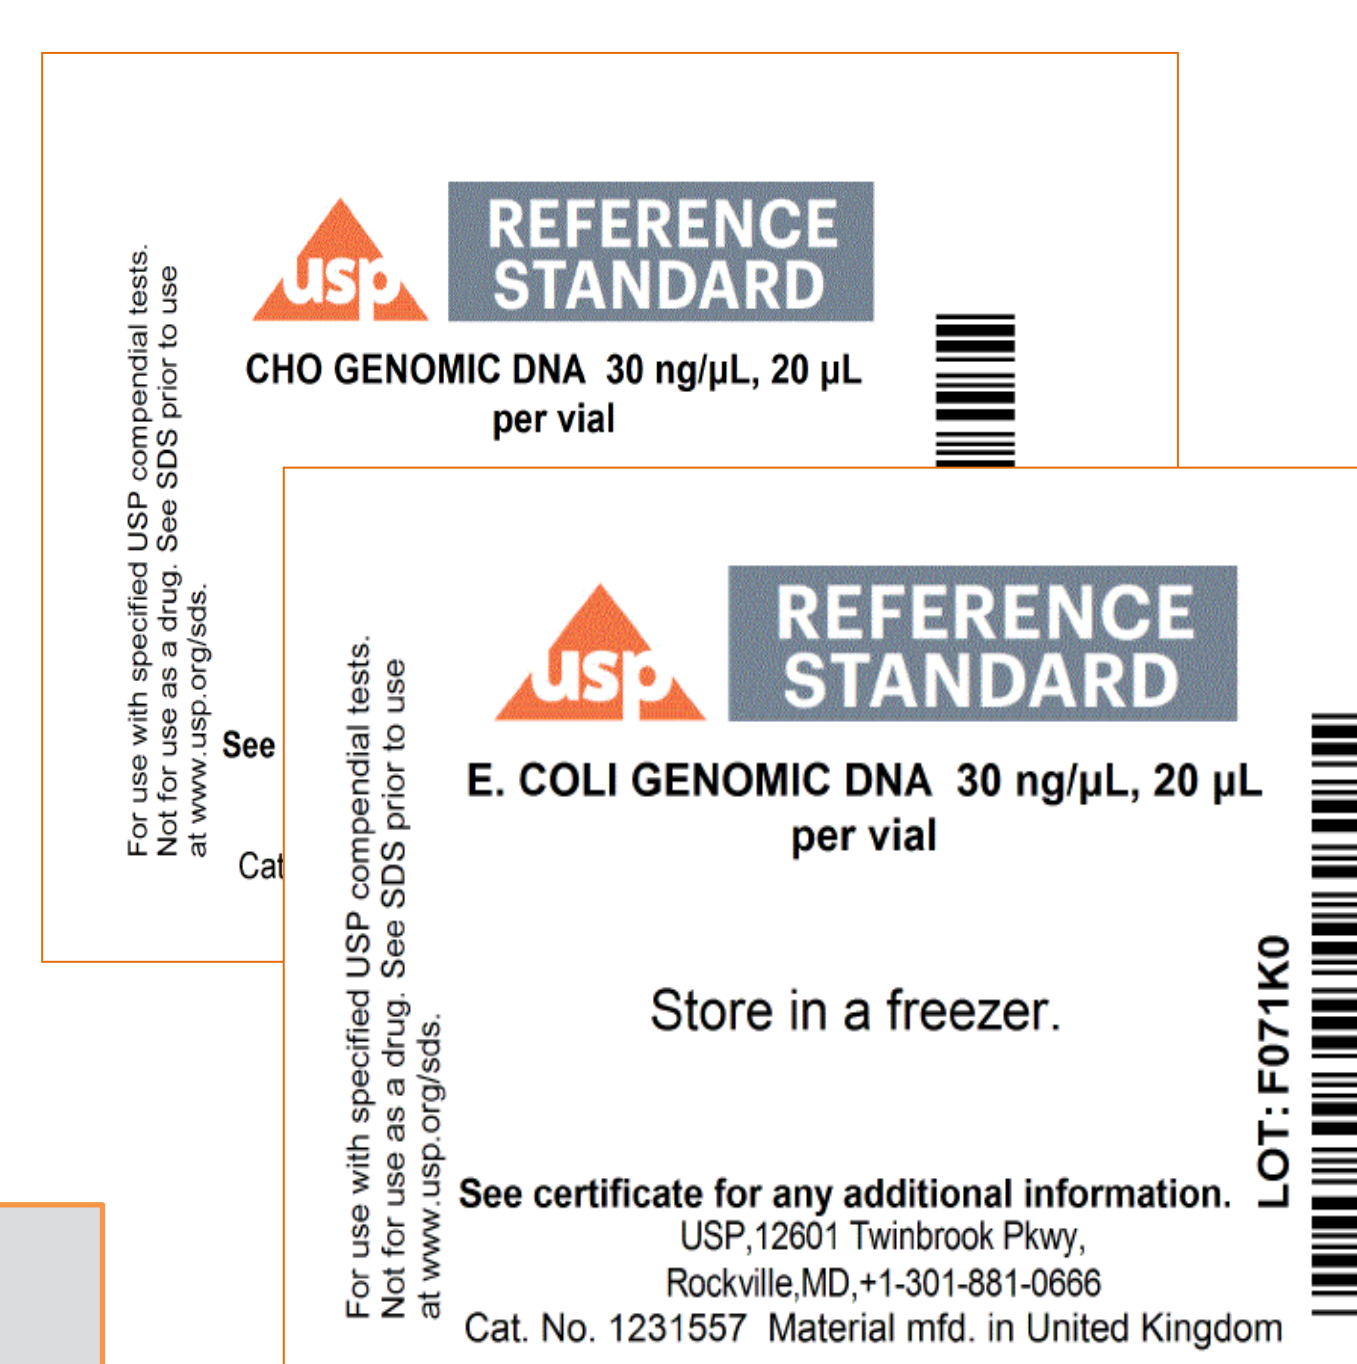 For use with specified USP compendial tests.
Not for use as a drug. See SDS prior to use
at www.usp.org/sds.
usp
REFERENCE
STANDARD
CHO GENOMIC DNA  30 ng/µL, 20 µL
per vial
See
Cat
For use with specified USP compendial tests.
Not for use as a drug. See SDS prior to use
at www.usp.org/sds.
usp
REFERENCE
STANDARD
E. COLI GENOMIC DNA  30 ng/µL, 20 µL
per vial
Store in a freezer.
See certificate for any additional information.
USP,12601 Twinbrook Pkwy,
Rockville,MD,+1-301-881-0666
Cat. No. 1231557  Material mfd. in United Kingdom
LOT: F071K0